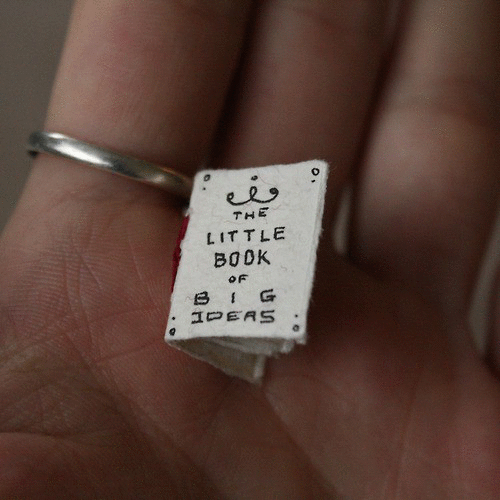 THE
LITTLE
BOOK
OF
BIG
IDEAS